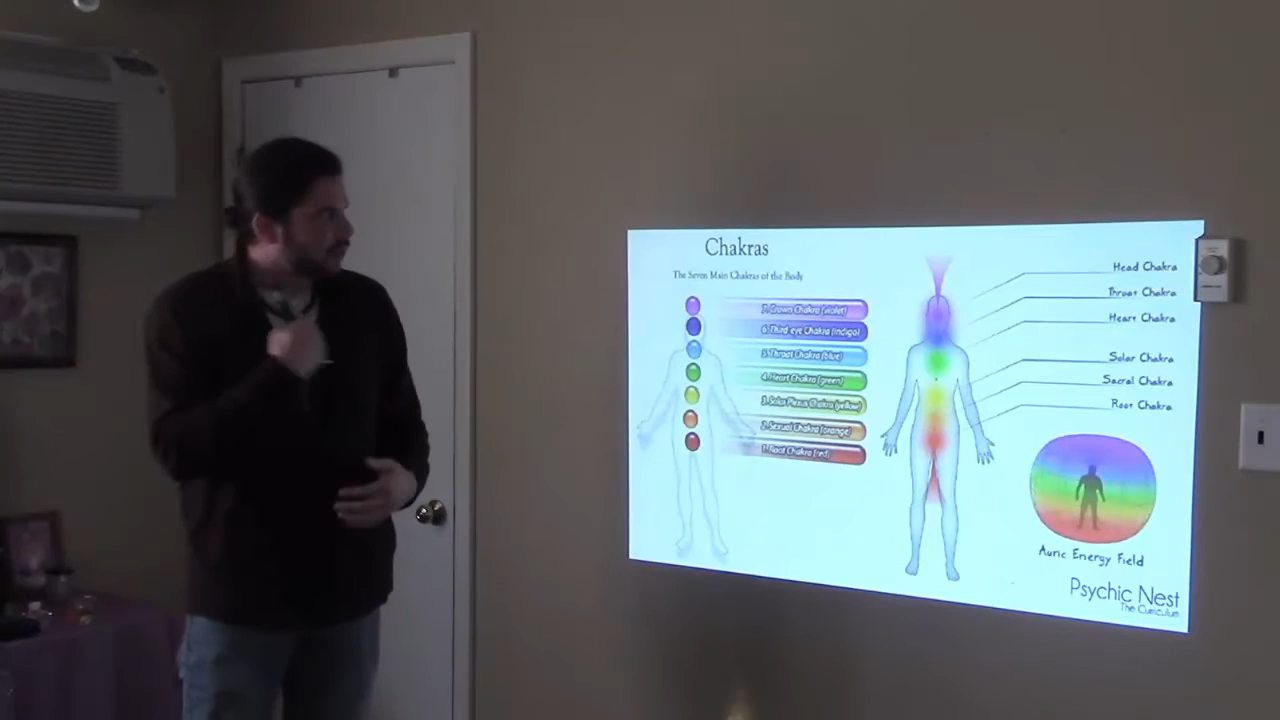 Chakras
The Seven Main Chakras of the Body
7. Crown Chakra (violet)
6. Third eye Chakra (indigo)
5. Throat Chakra (blue)
4. Heart Chakra (green)
3. Solar Plexus Chakra (yellow)
2. Sexual Chakra (orange)
1. Root Chakra (red)
Head Chakra
Throat Chakra
Heart Chakra
Solar Chakra
Sacral Chakra
Root Chakra
Auric Energy Field
Psychic Nest
The Curiculum